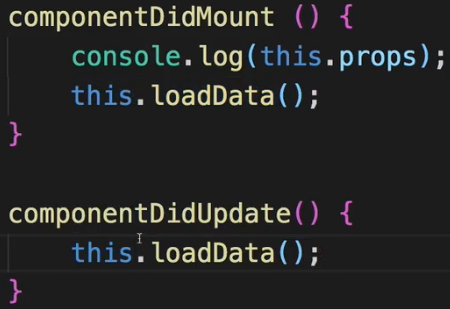 componentDidMount () {
console.log(this.props);
this.loadData();
}
componentDidUpdate() {
this.loadData();
}